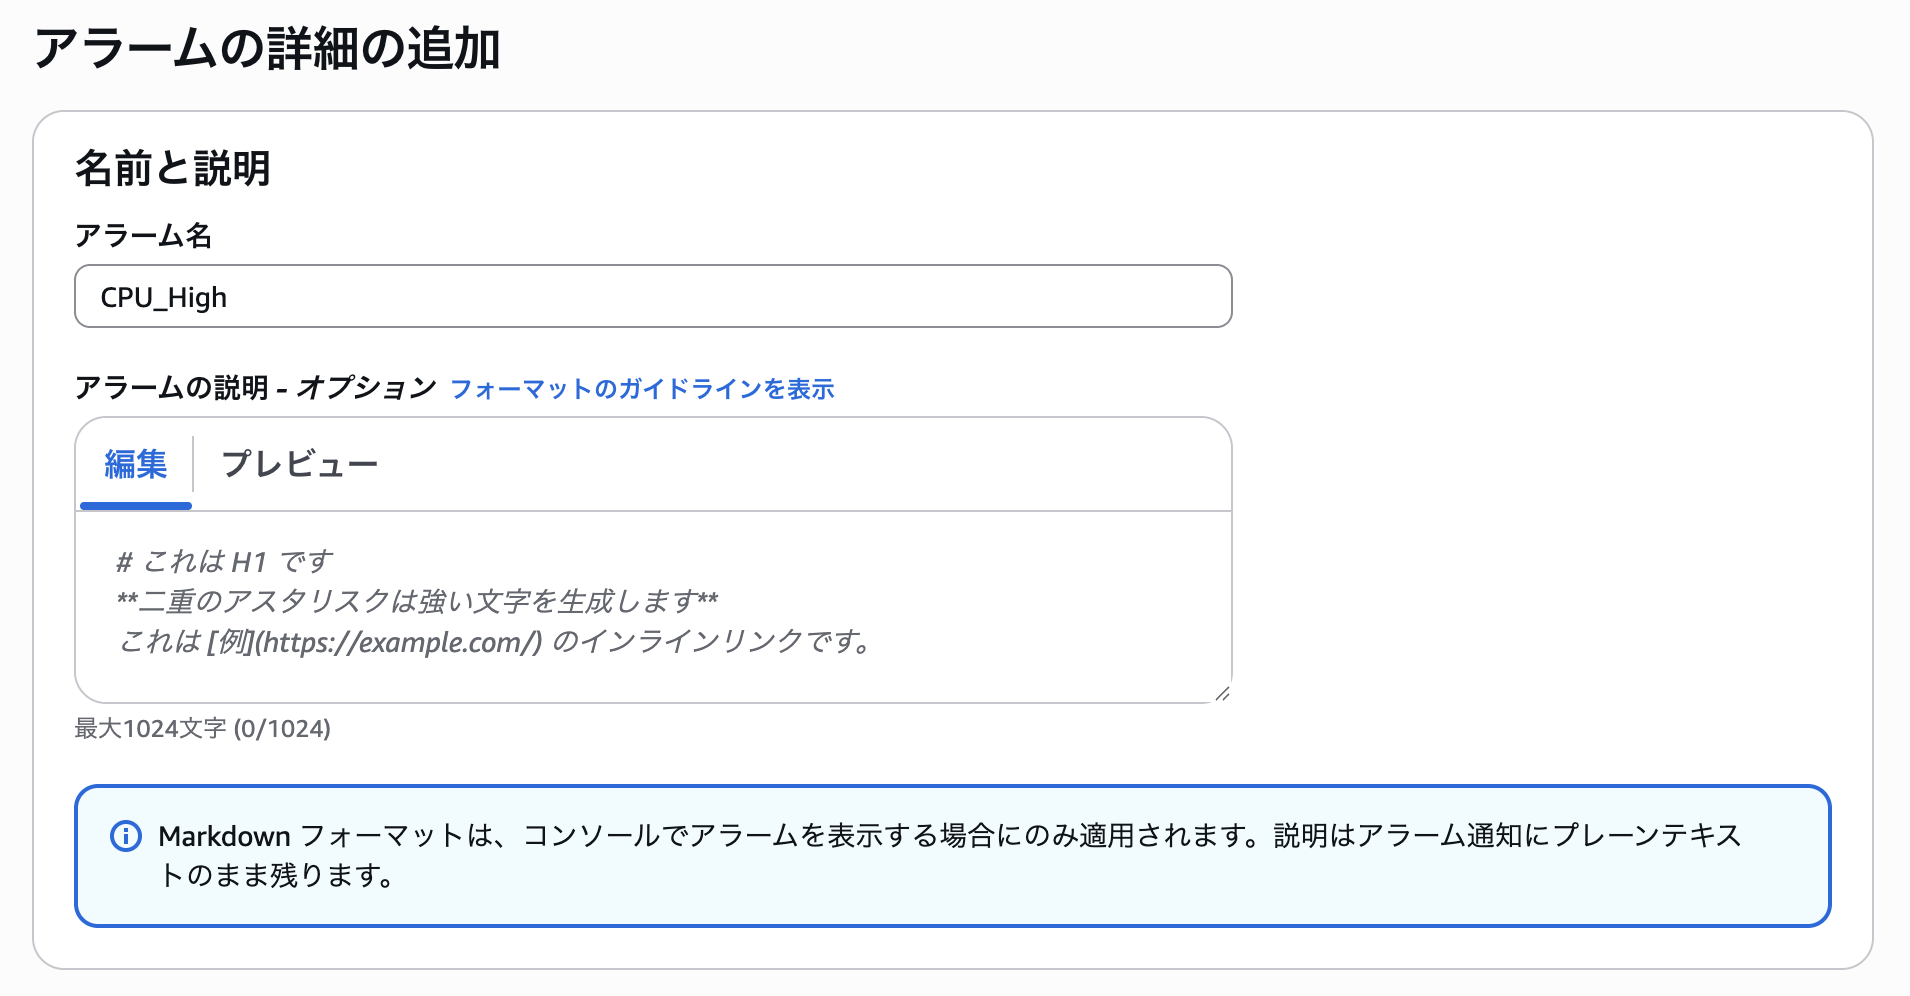 アラームの詳細の追加
名前と説明
アラーム名
CPU_High
アラームの説明 - オプション フォーマットのガイドラインを表示
編集 プレビュー
# これは H1 です
**二重のアスタリスクは強い文字を生成します**
これは [例](https://example.com/) のインラインリンクです。
最大1024文字 (0/1024)
Markdown フォーマットは、コンソールでアラームを表示する場合にのみ適用されます。説明はアラーム通知にプレーンテキス
トのまま残ります。